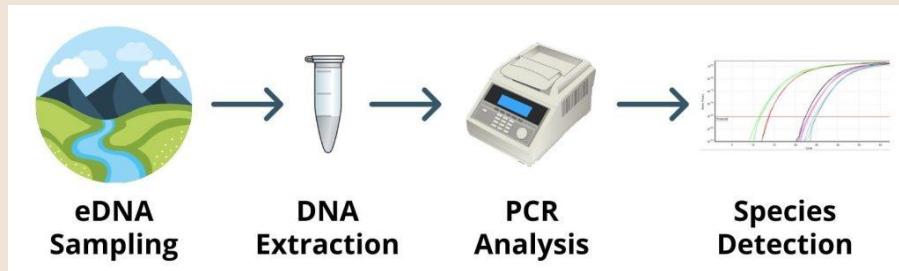 eDNA
Sampling
DNA
Extraction
PCR
Analysis
Species
Detection